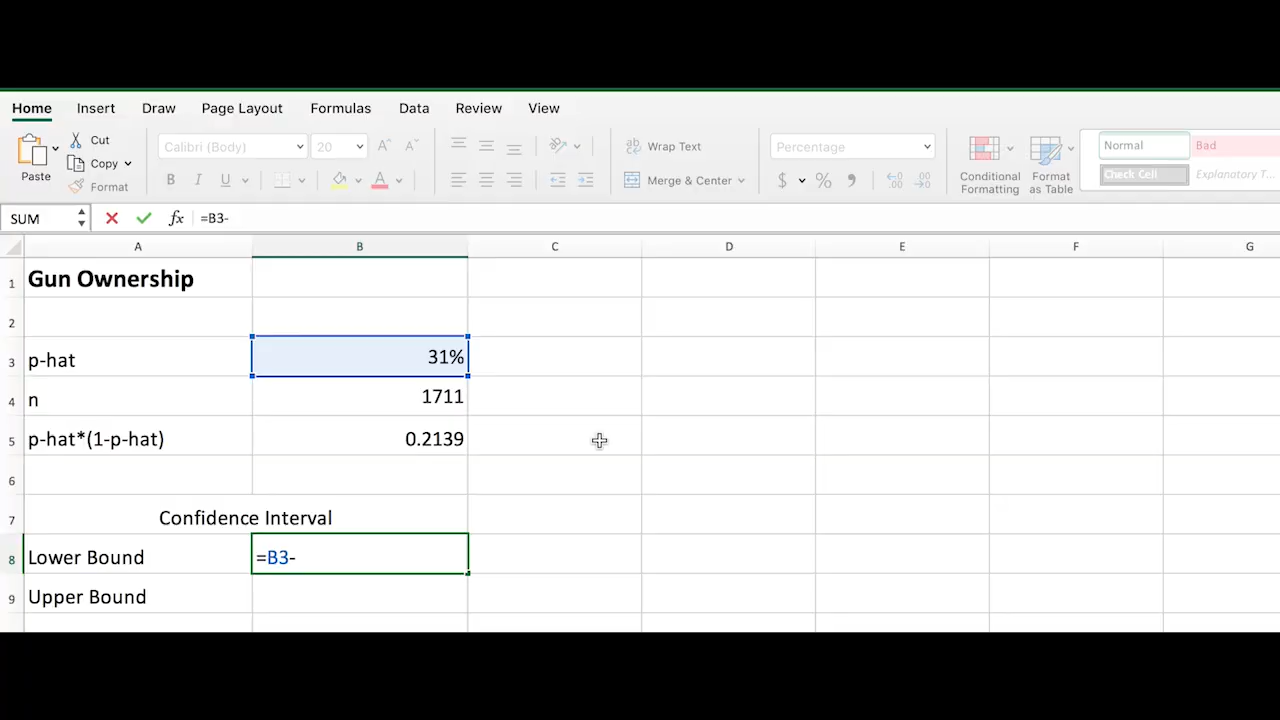 Home Insert Draw Page Layout Formulas Data Review View
Paste
Cut
Copy
Format
Calibri (Body) 20 A^ A
B I U A
ab Wrap Text
Merge & Center
Percentage
$ % 9
Conditional Formatting
Format as Table
Normal Bad
Check Cell Explanatory T...
SUM fx =B3-
A B C D E F G
1 Gun Ownership
2
3 p-hat 31%
4 n 1711
5 p-hat*(1-p-hat) 0.2139
6
7 Confidence Interval
8 Lower Bound =B3-
9 Upper Bound